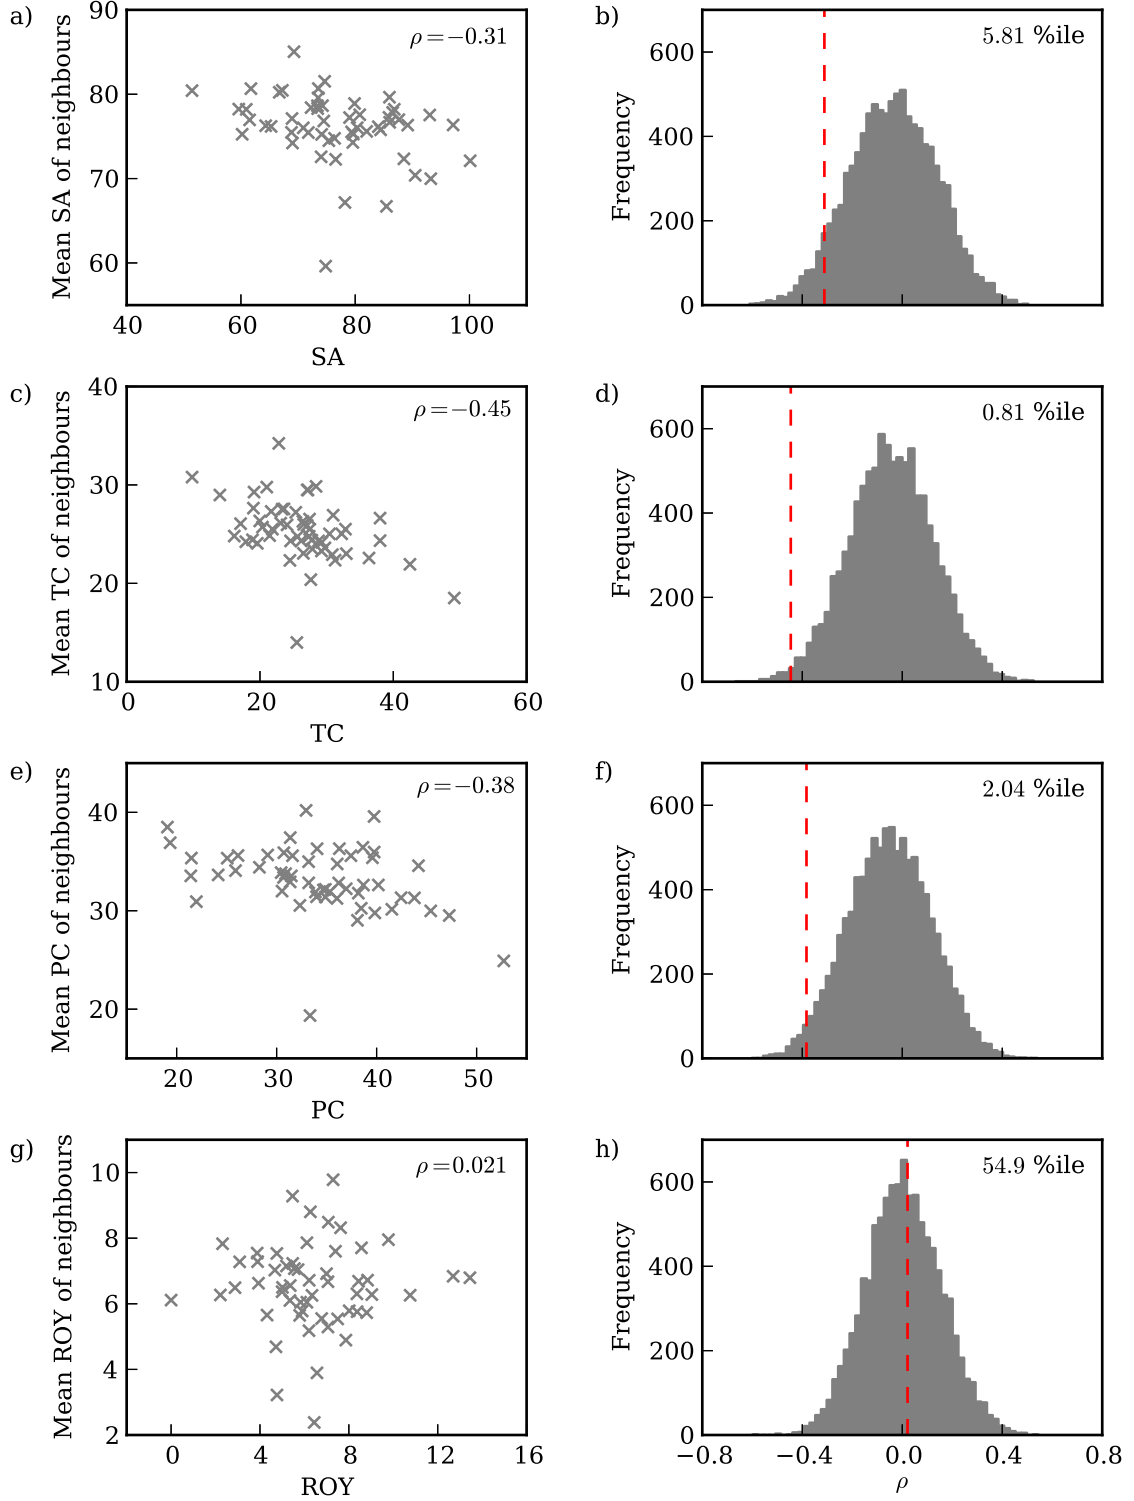 a)
90
80
70
60
Mean SA of neighbours
ρ=−0.31
40 60 80 100
SA
b)
600
400
200
0
Frequency
5.81 %ile
c)
40
30
20
10
Mean TC of neighbours
ρ=−0.45
0 20 40 60
TC
d)
600
400
200
0
Frequency
0.81 %ile
e)
40
30
20
Mean PC of neighbours
ρ=−0.38
20 30 40 50
PC
f)
600
400
200
0
Frequency
2.04 %ile
g)
10
8
6
4
2
Mean ROY of neighbours
ρ=0.021
0 4 8 12 16
ROY
h)
600
400
200
0
Frequency
54.9 %ile
−0.8 −0.4 0.0 0.4 0.8
ρ